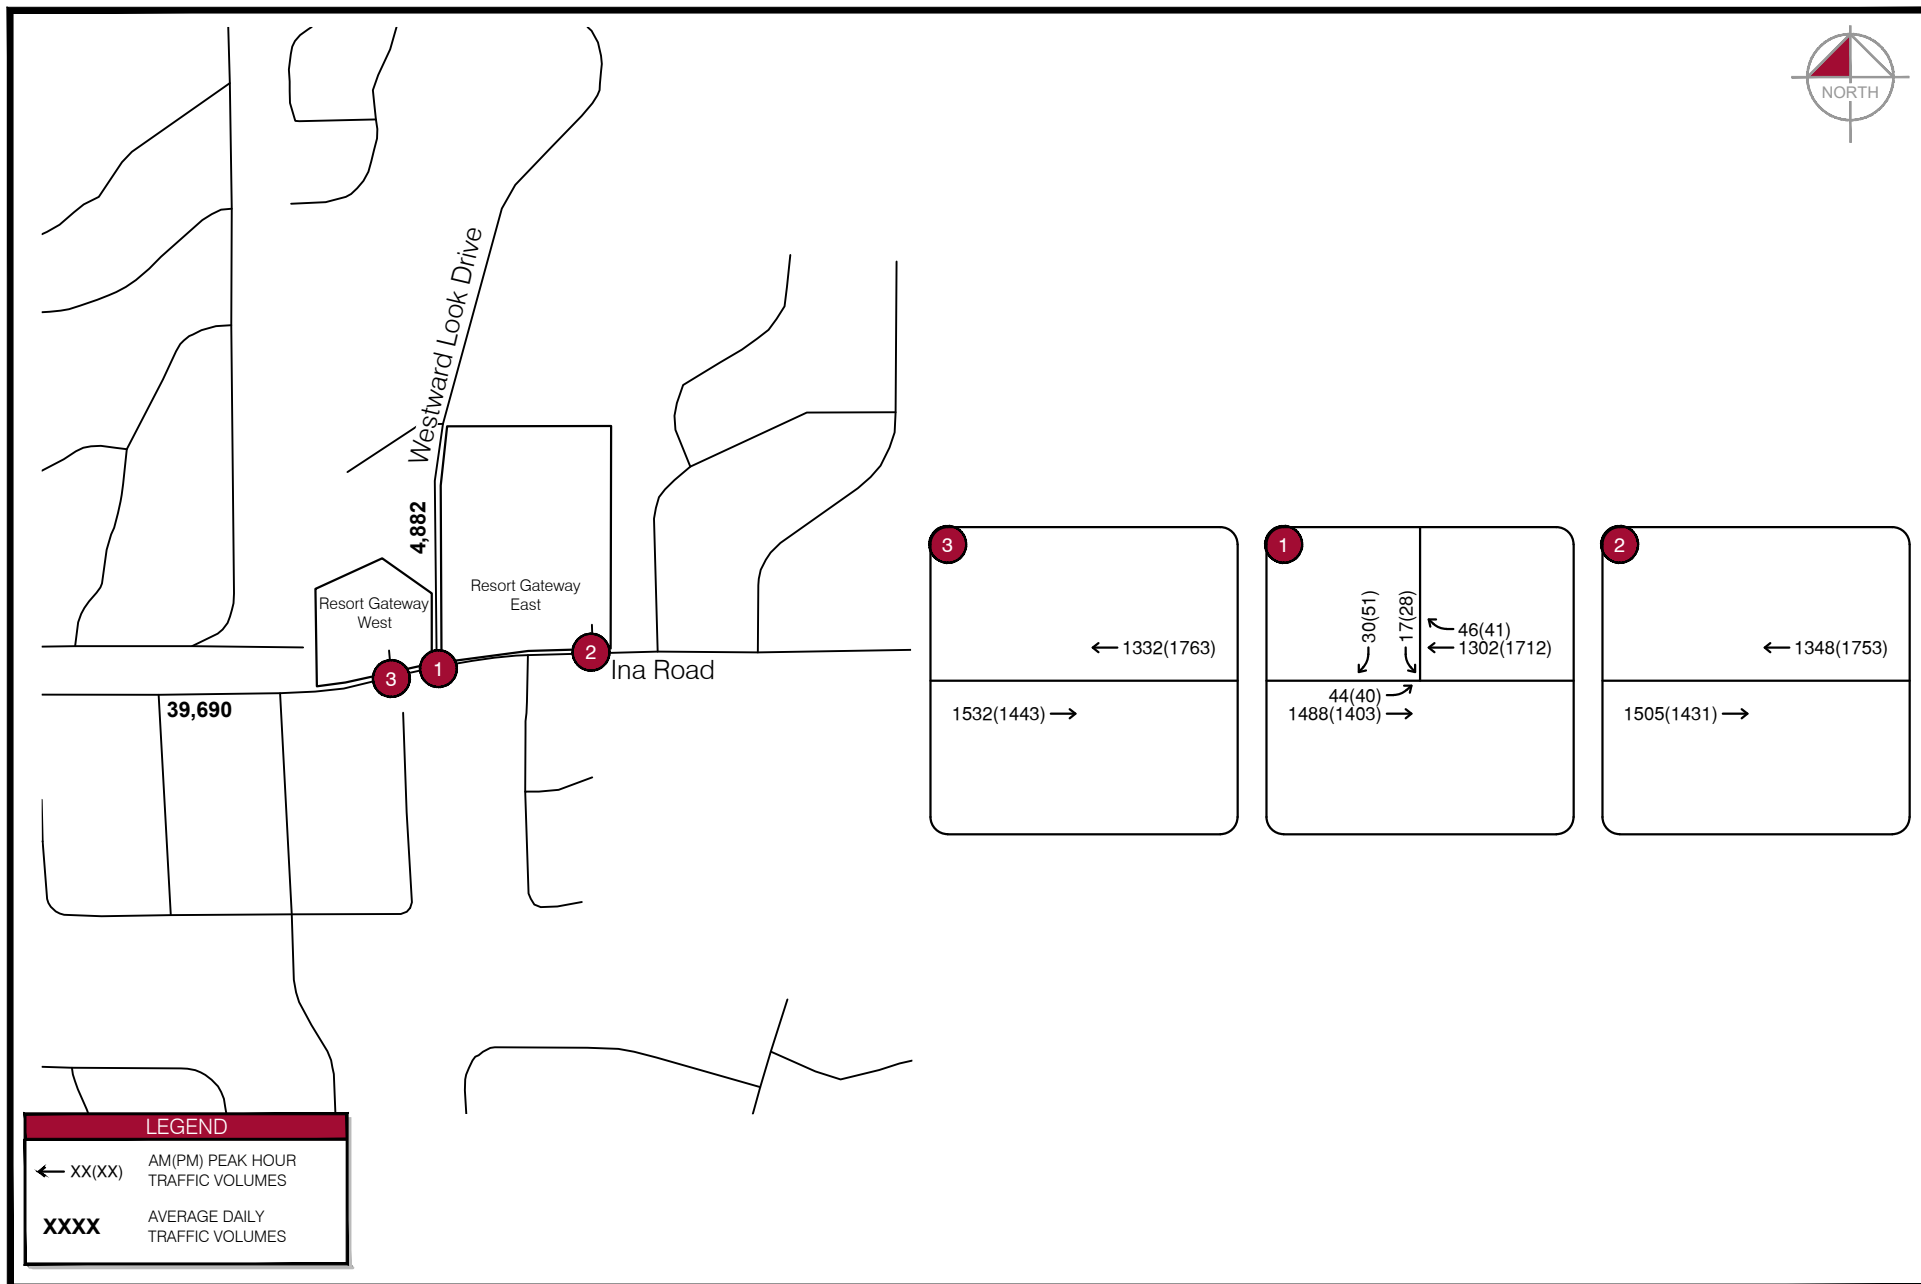 NORTH
Westward Look Drive
4,882
Resort Gateway
East
Resort Gateway
West
3
1
2
Ina Road
39,690
3
1332(1763)
1532(1443)
1
30(51)
17(28)
46(41)
1302(1712)
44(40)
1488(1403)
2
1348(1753)
1505(1431)
LEGEND
XX(XX)
AM(PM) PEAK HOUR
TRAFFIC VOLUMES
XXXX
AVERAGE DAILY
TRAFFIC VOLUMES